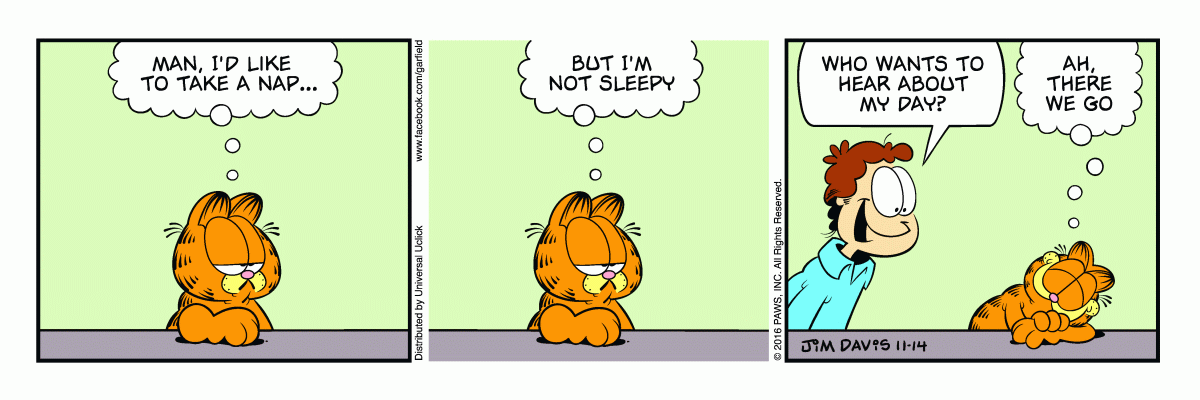 MAN, I'D LIKE
TO TAKE A NAP...
www.facebook.com/garfield
Distributed by Universal Uclick
BUT I'M
NOT SLEEPY
© 2016 PAWS, INC. All Rights Reserved.
WHO WANTS TO
HEAR ABOUT
MY DAY?
AH,
THERE
WE GO
JIM DAVIS 11-14